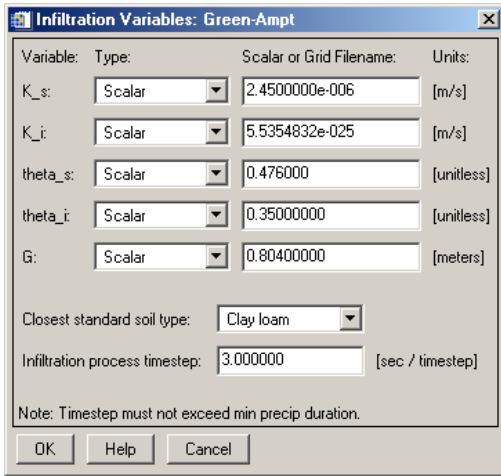 Infiltration Variables: Green-Ampt
Variable: Type: Scalar or Grid Filename: Units:
K_s: Scalar 2.4500000e-006 [m/s]
K_i: Scalar 5.5354832e-025 [m/s]
theta_s: Scalar 0.476000 [unitless]
theta_i: Scalar 0.35000000 [unitless]
G: Scalar 0.80400000 [meters]
Closest standard soil type: Clay loam
Infiltration process timestep: 3.000000 [sec / timestep]
Note: Timestep must not exceed min precip duration.
OK Help Cancel